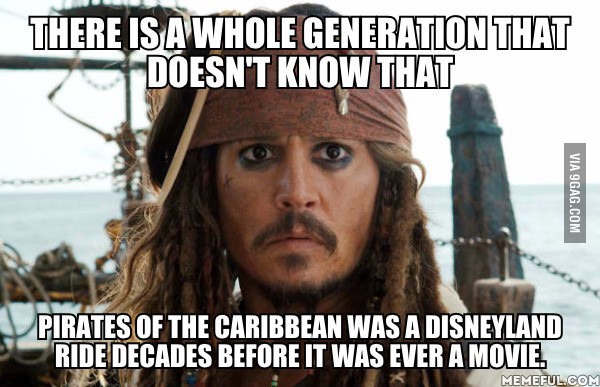 THERE IS A WHOLE GENERATION THAT
DOESN'T KNOW THAT
VIA 9GAG.COM
PIRATES OF THE CARIBBEAN WAS A DISNEYLAND
RIDE DECADES BEFORE IT WAS EVER A MOVIE.
MEMEFUL.COM